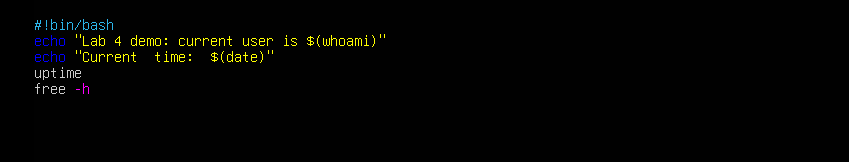 #!bin/bash
echo "Lab 4 demo: current user is $(whoami)"
echo "Current  time:  $(date)"
uptime
free -h